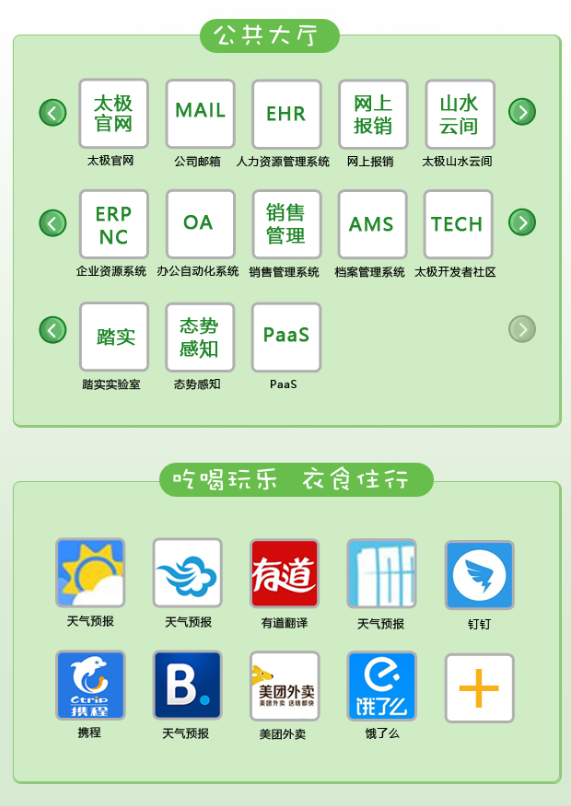 公共大厅
太极
官网
MAIL
EHR
网上
报销
山水
云间
太极官网
公司邮箱
人力资源管理系统
网上报销
太极山水云间
ERP
NC
OA
销售
管理
AMS
TECH
企业资源系统
办公自动化系统
销售管理系统
档案管理系统
太极开发者社区
踏实
态势
感知
PaaS
踏实实验室
态势感知
PaaS
吃喝玩乐 衣食住行
有道
天气预报
天气预报
有道翻译
天气预报
钉钉
Ctrip
携程
B.
美团外卖
美团外卖 送啥都快
饿了么
携程
天气预报
美团外卖
饿了么